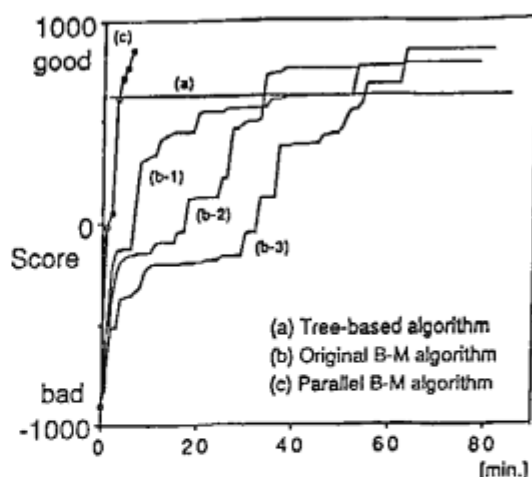 1000
good
(c)
(a)
(b-1)
0
Score
(b-2)
(b-3)
(a) Tree-based algorithm
(b) Original B-M algorithm
(c) Parallel B-M algorithm
bad
-1000
0 20 40 60 80
[min.]